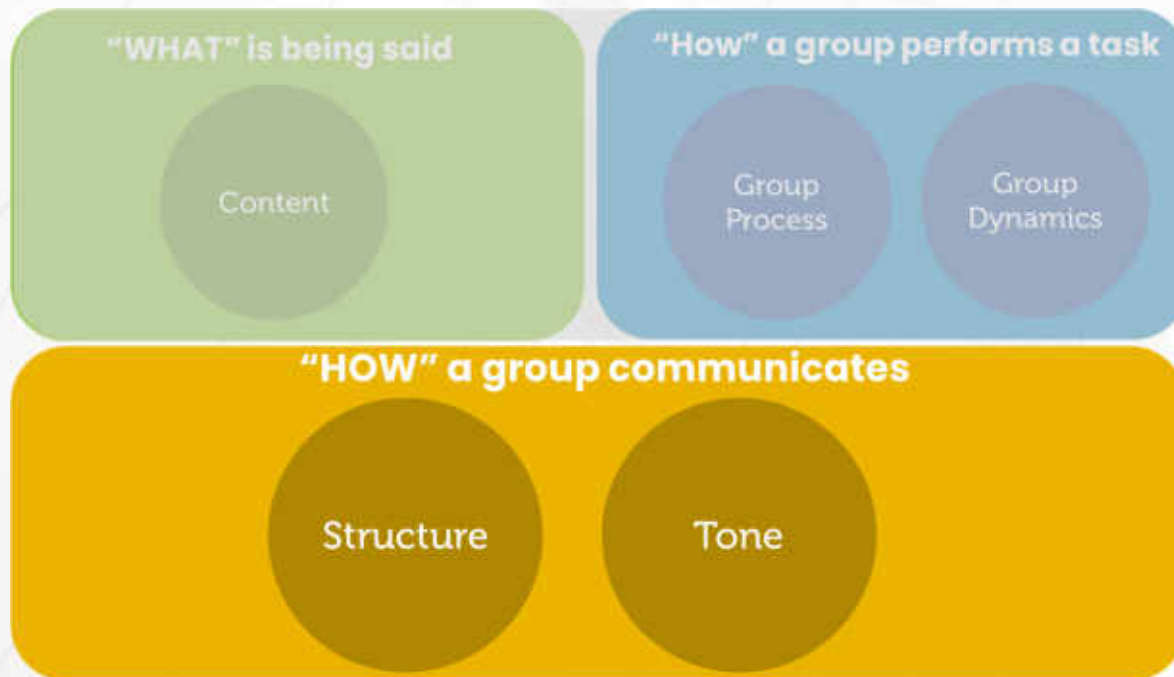 “WHAT” is being said
Content
“How” a group performs a task
Group
Process
Group
Dynamics
“HOW” a group communicates
Structure
Tone